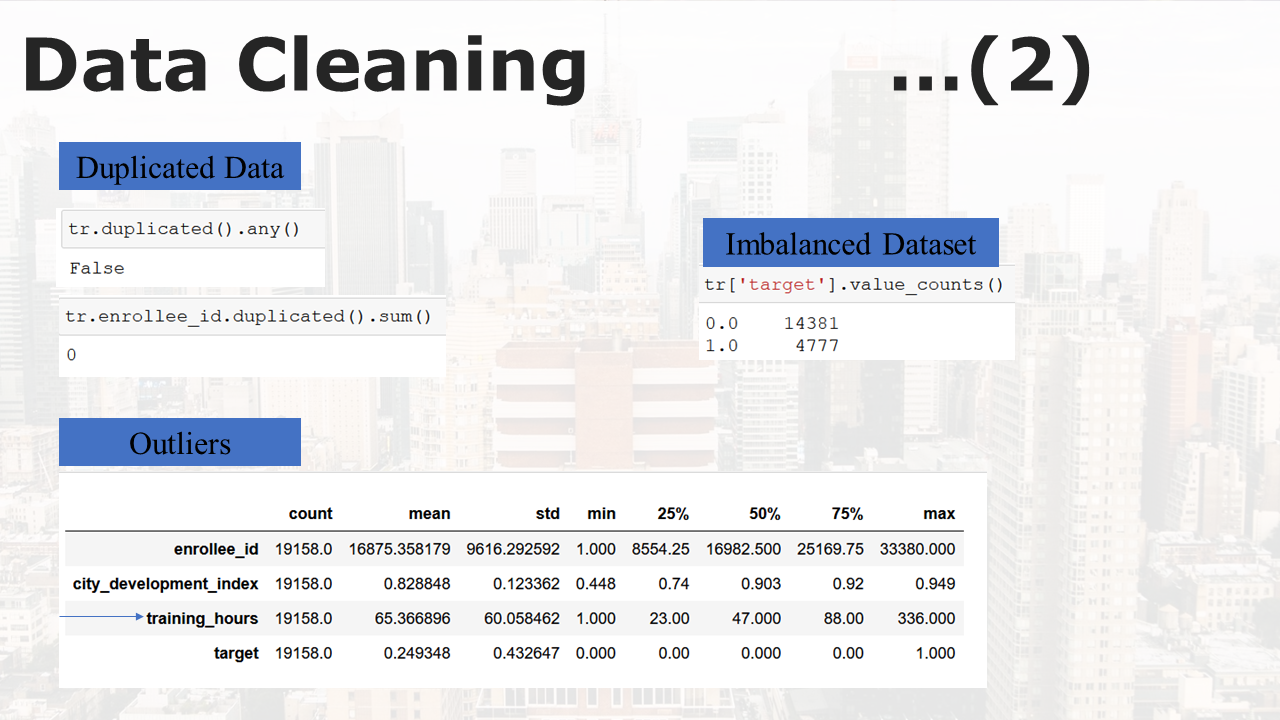 Data Cleaning ...(2)
Duplicated Data
tr.duplicated().any()
False
tr.enrollee_id.duplicated().sum()
0
Imbalanced Dataset
tr['target'].value_counts()
0.0 14381
1.0 4777
Outliers
count mean std min 25% 50% 75% max
enrollee_id 19158.0 16875.358179 9616.292592 1.000 8554.25 16982.500 25169.75 33380.000
city_development_index 19158.0 0.828848 0.123362 0.448 0.74 0.903 0.92 0.949
training_hours 19158.0 65.366896 60.058462 1.000 23.00 47.000 88.00 336.000
target 19158.0 0.249348 0.432647 0.000 0.00 0.000 0.00 1.000